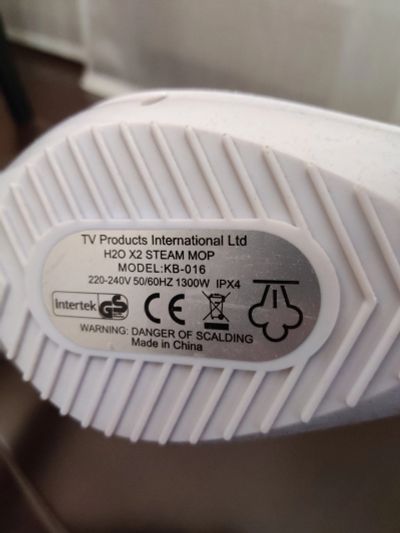 TV Products International Ltd
H2O X2 STEAM MOP
MODEL:KB-016
220-240V 50/60HZ 1300W IPX4
Intertek GS CE
WARNING: DANGER OF SCALDING
Made in China